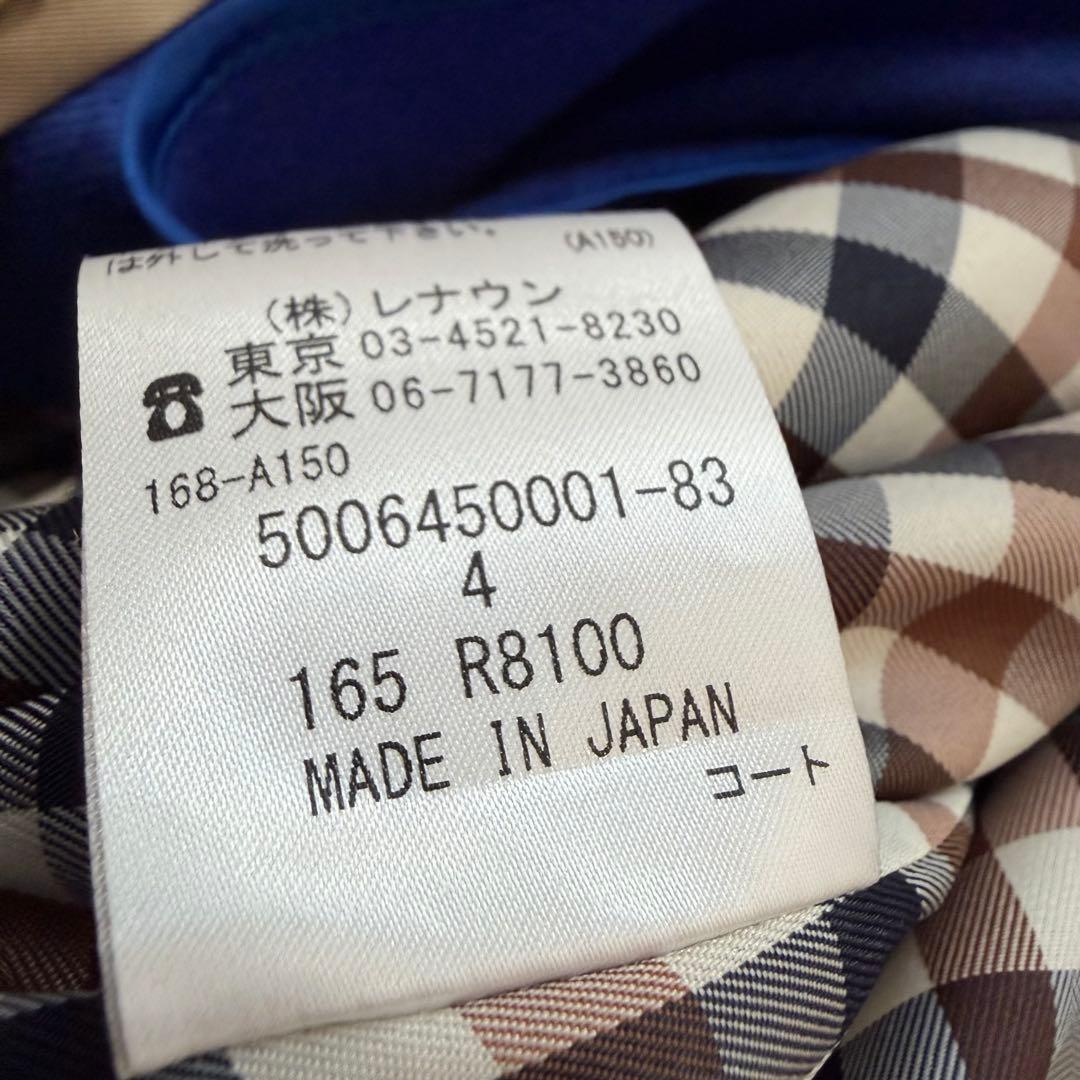 は外して洗って下さい。 (A150)
(株)レナウン
東京 03-4521-8230
☎ 大阪 06-7177-3860
168-A150
5006450001-83
4
165 R8100
MADE IN JAPAN
コート